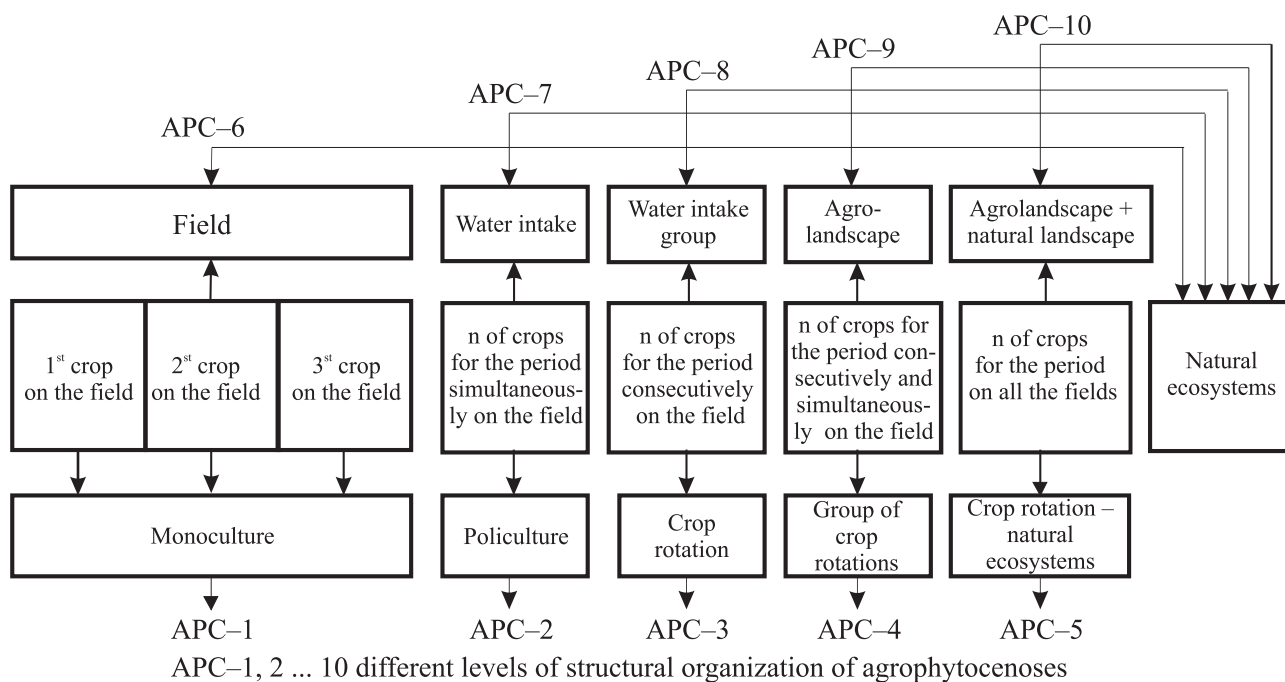 APC–10
APC–9
APC–8
APC–7
APC–6
Field
Water intake
Water intake
group
Agro-
landscape
Agrolandscape +
natural landscape
1st crop
on the field
2st crop
on the field
3st crop
on the field
n of crops
for the period
simultaneous-
ly on the field
n of crops
for the period
consecutively
on the field
n of crops for
the period con-
secutively and
simultaneous-
ly on the field
n of crops
for the period
on all the fields
Natural
ecosystems
Monoculture
Policulture
Crop
rotation
Group of
crop
rotations
Crop rotation –
natural
ecosystems
APC–1
APC–2
APC–3
APC–4
APC–5
APC–1, 2 ... 10 different levels of structural organization of agrophytocenoses